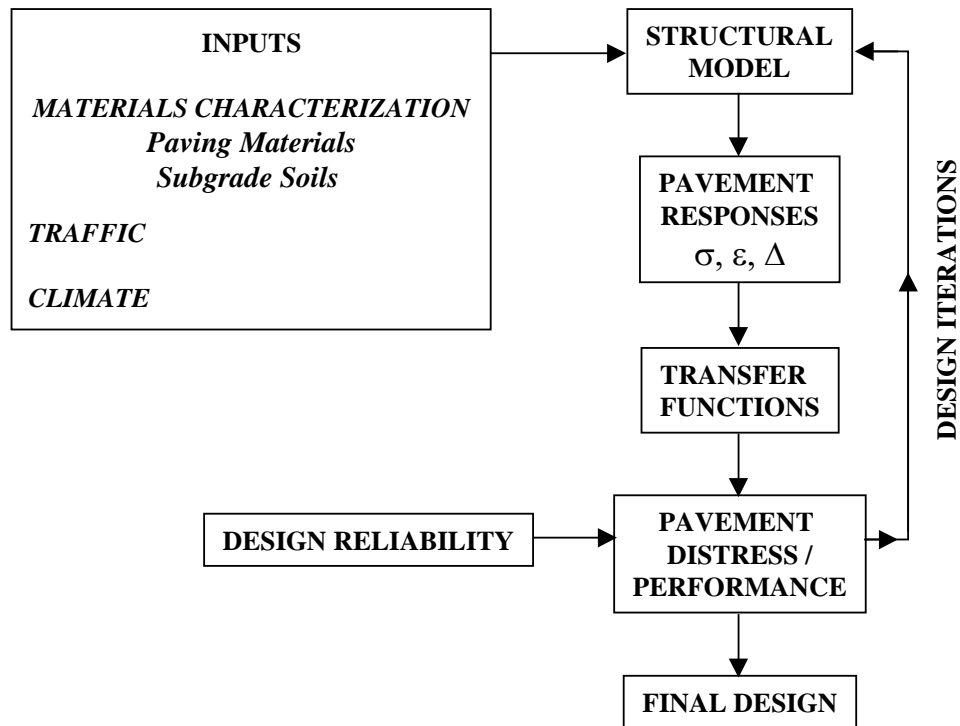 INPUTS
MATERIALS CHARACTERIZATION
Paving Materials
Subgrade Soils
TRAFFIC
CLIMATE
STRUCTURAL
MODEL
PAVEMENT
RESPONSES
σ, ε, Δ
TRANSFER
FUNCTIONS
DESIGN RELIABILITY
PAVEMENT
DISTRESS /
PERFORMANCE
FINAL DESIGN
DESIGN ITERATIONS